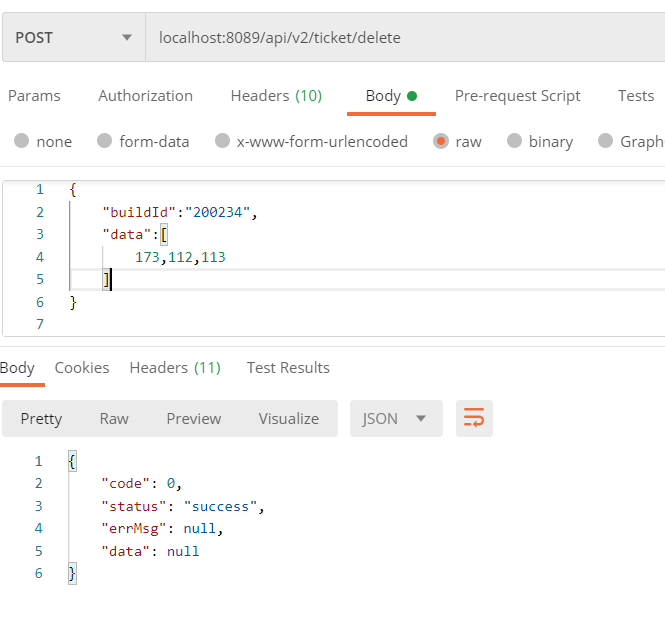 POST localhost:8089/api/v2/ticket/delete
Params Authorization Headers (10) Body Pre-request Script Tests
none form-data x-www-form-urlencoded raw binary Graph
1 {
2 "buildId":"200234",
3 "data":[
4 173,112,113
5 ]
6 }
7
Body Cookies Headers (11) Test Results
Pretty Raw Preview Visualize JSON
1 {
2 "code": 0,
3 "status": "success",
4 "errMsg": null,
5 "data": null
6 }